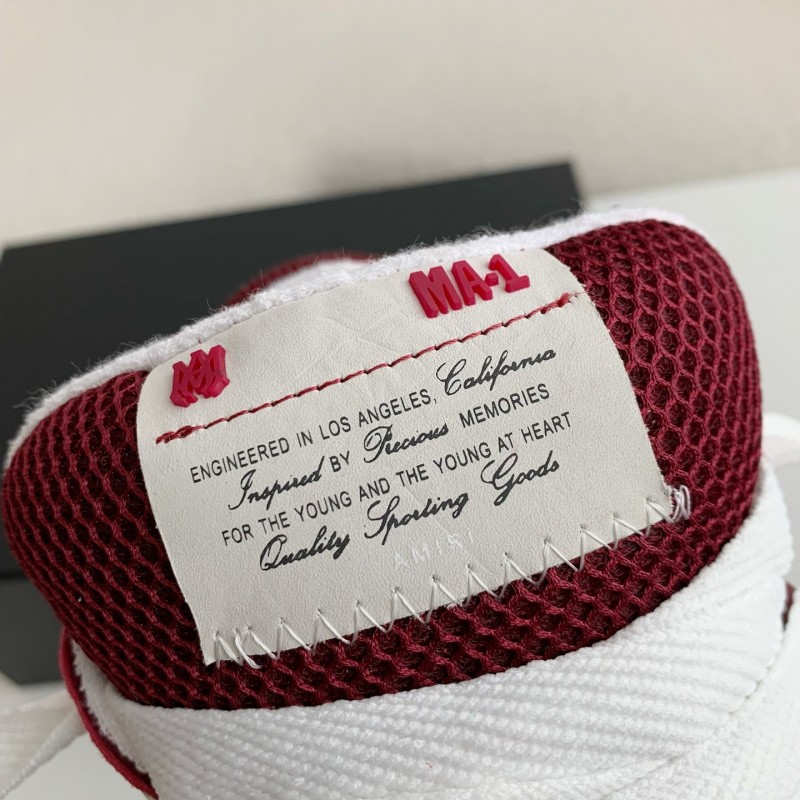 MA-1
ENGINEERED IN LOS ANGELES, California
Inspired BY Precious MEMORIES
FOR THE YOUNG AND THE YOUNG AT HEART
Quality Sporting Goods
AMIRI